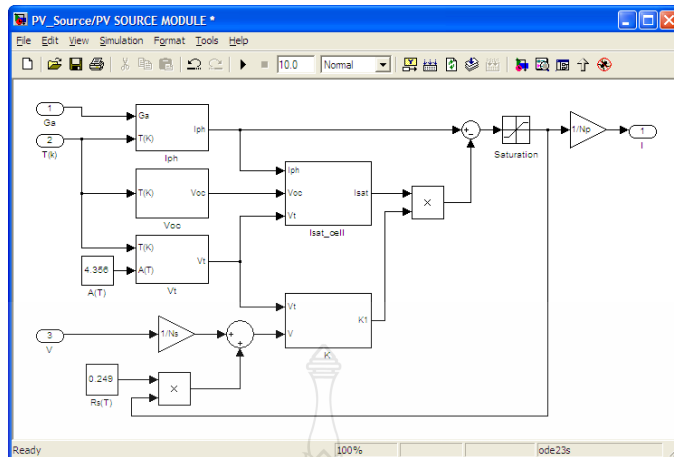 PV_Source/PV SOURCE MODULE *
File Edit View Simulation Format Tools Help
10.0 Normal
1
Ga
2
T(k)
Ga
T(K)
Iph
Iph
T(K)
Voc
Voc
T(K)
A(T)
Vt
Vt
4.356
A(T)
Iph
Voc
Vt
Isat
Isat_cell
×
Saturation
1/Np
1
I
3
V
1/Ns
Vt
V
K1
K
0.249
Rs(T)
×
Ready 100% ode23s